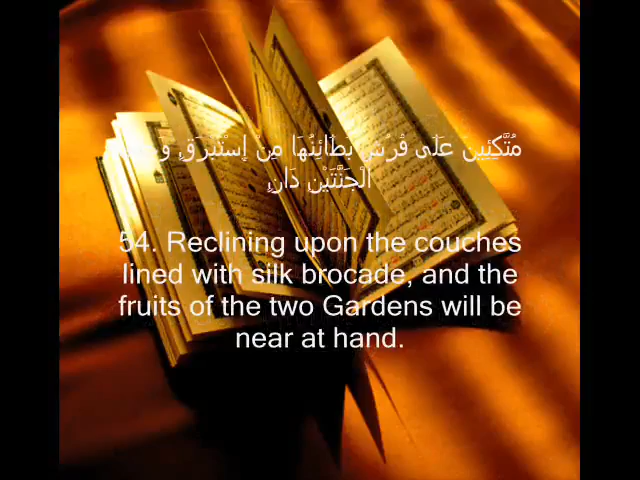 مُتَّكِئِينَ عَلَى فُرُشٍ بَطَائِنُهَا مِنْ إِسْتَبْرَقٍ
الْجَنَّتَيْنِ دَانٍ
54. Reclining upon the couches
lined with silk brocade, and the
fruits of the two Gardens will be
near at hand.